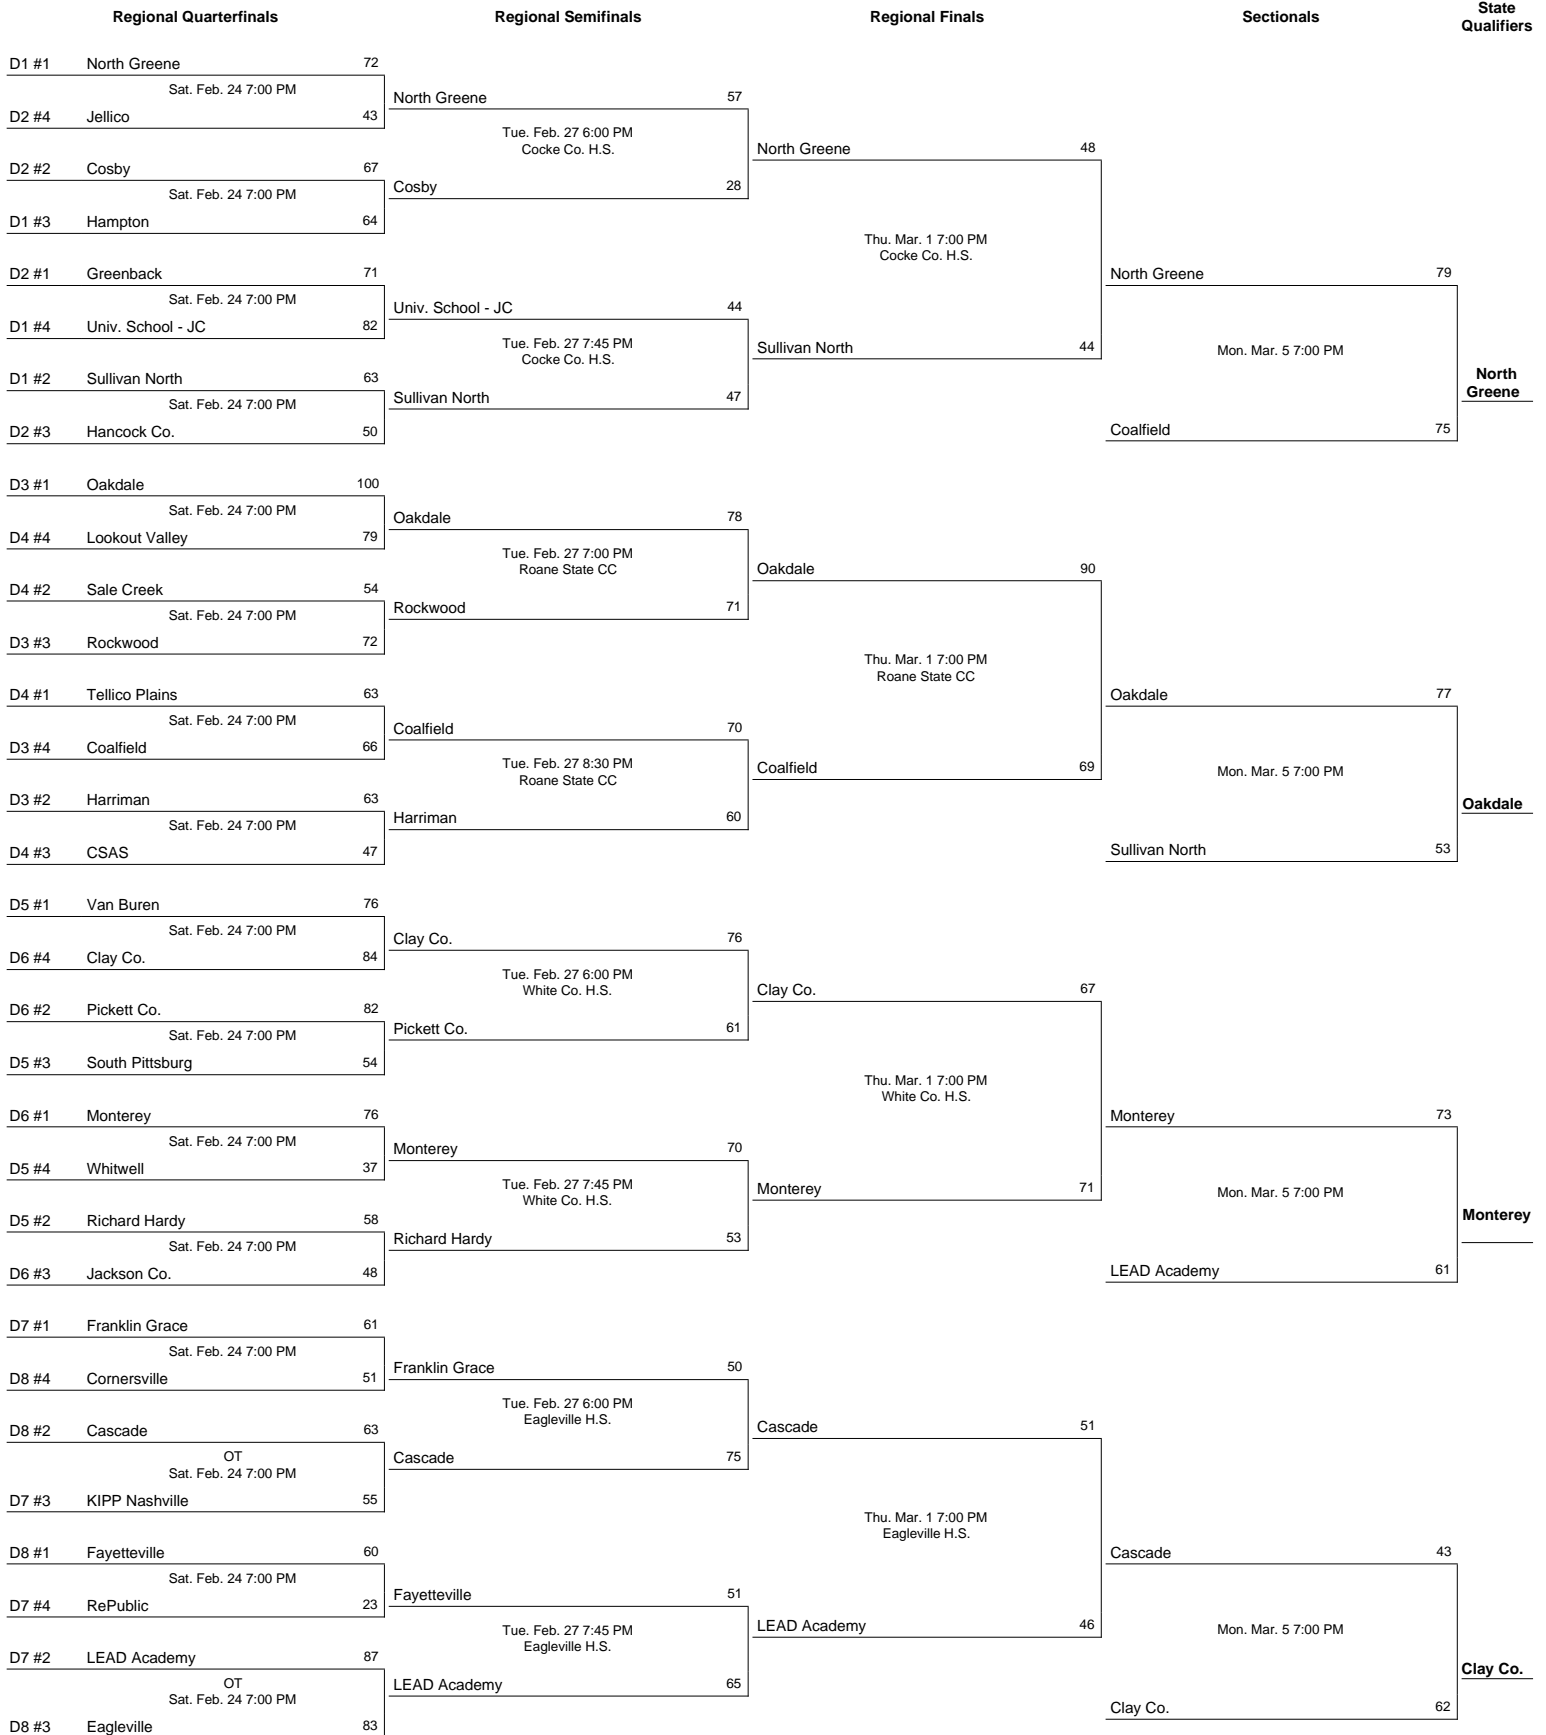 Regional Quarterfinals Regional Semifinals Regional Finals Sectionals State Qualifiers
D1 #1 North Greene 72
Sat. Feb. 24 7:00 PM
D2 #4 Jellico 43
D2 #2 Cosby 67
Sat. Feb. 24 7:00 PM
D1 #3 Hampton 64
D2 #1 Greenback 71
Sat. Feb. 24 7:00 PM
D1 #4 Univ. School - JC 82
D1 #2 Sullivan North 63
Sat. Feb. 24 7:00 PM
D2 #3 Hancock Co. 50
D3 #1 Oakdale 100
Sat. Feb. 24 7:00 PM
D4 #4 Lookout Valley 79
D4 #2 Sale Creek 54
Sat. Feb. 24 7:00 PM
D3 #3 Rockwood 72
D4 #1 Tellico Plains 63
Sat. Feb. 24 7:00 PM
D3 #4 Coalfield 66
D3 #2 Harriman 63
Sat. Feb. 24 7:00 PM
D4 #3 CSAS 47
D5 #1 Van Buren 76
Sat. Feb. 24 7:00 PM
D6 #4 Clay Co. 84
D6 #2 Pickett Co. 82
Sat. Feb. 24 7:00 PM
D5 #3 South Pittsburg 54
D6 #1 Monterey 76
Sat. Feb. 24 7:00 PM
D5 #4 Whitwell 37
D5 #2 Richard Hardy 58
Sat. Feb. 24 7:00 PM
D6 #3 Jackson Co. 48
D7 #1 Franklin Grace 61
Sat. Feb. 24 7:00 PM
D8 #4 Cornersville 51
D8 #2 Cascade 63
OT
Sat. Feb. 24 7:00 PM
D7 #3 KIPP Nashville 55
D8 #1 Fayetteville 60
Sat. Feb. 24 7:00 PM
D7 #4 RePublic 23
D7 #2 LEAD Academy 87
OT
Sat. Feb. 24 7:00 PM
D8 #3 Eagleville 83
North Greene 57
Tue. Feb. 27 6:00 PM
Cocke Co. H.S.
Cosby 28
Univ. School - JC 44
Tue. Feb. 27 7:45 PM
Cocke Co. H.S.
Sullivan North 47
Oakdale 78
Tue. Feb. 27 7:00 PM
Roane State CC
Rockwood 71
Coalfield 70
Tue. Feb. 27 8:30 PM
Roane State CC
Harriman 60
Clay Co. 76
Tue. Feb. 27 6:00 PM
White Co. H.S.
Pickett Co. 61
Monterey 70
Tue. Feb. 27 7:45 PM
White Co. H.S.
Richard Hardy 53
Franklin Grace 50
Tue. Feb. 27 6:00 PM
Eagleville H.S.
Cascade 75
Fayetteville 51
Tue. Feb. 27 7:45 PM
Eagleville H.S.
LEAD Academy 65
North Greene 48
Thu. Mar. 1 7:00 PM
Cocke Co. H.S.
Sullivan North 44
Oakdale 90
Thu. Mar. 1 7:00 PM
Roane State CC
Coalfield 69
Clay Co. 67
Thu. Mar. 1 7:00 PM
White Co. H.S.
Monterey 71
Cascade 51
Thu. Mar. 1 7:00 PM
Eagleville H.S.
LEAD Academy 46
North Greene 79
Mon. Mar. 5 7:00 PM
Coalfield 75
Oakdale 77
Mon. Mar. 5 7:00 PM
Sullivan North 53
Monterey 73
Mon. Mar. 5 7:00 PM
LEAD Academy 61
Cascade 43
Mon. Mar. 5 7:00 PM
Clay Co. 62
North
Greene
Oakdale
Monterey
Clay Co.